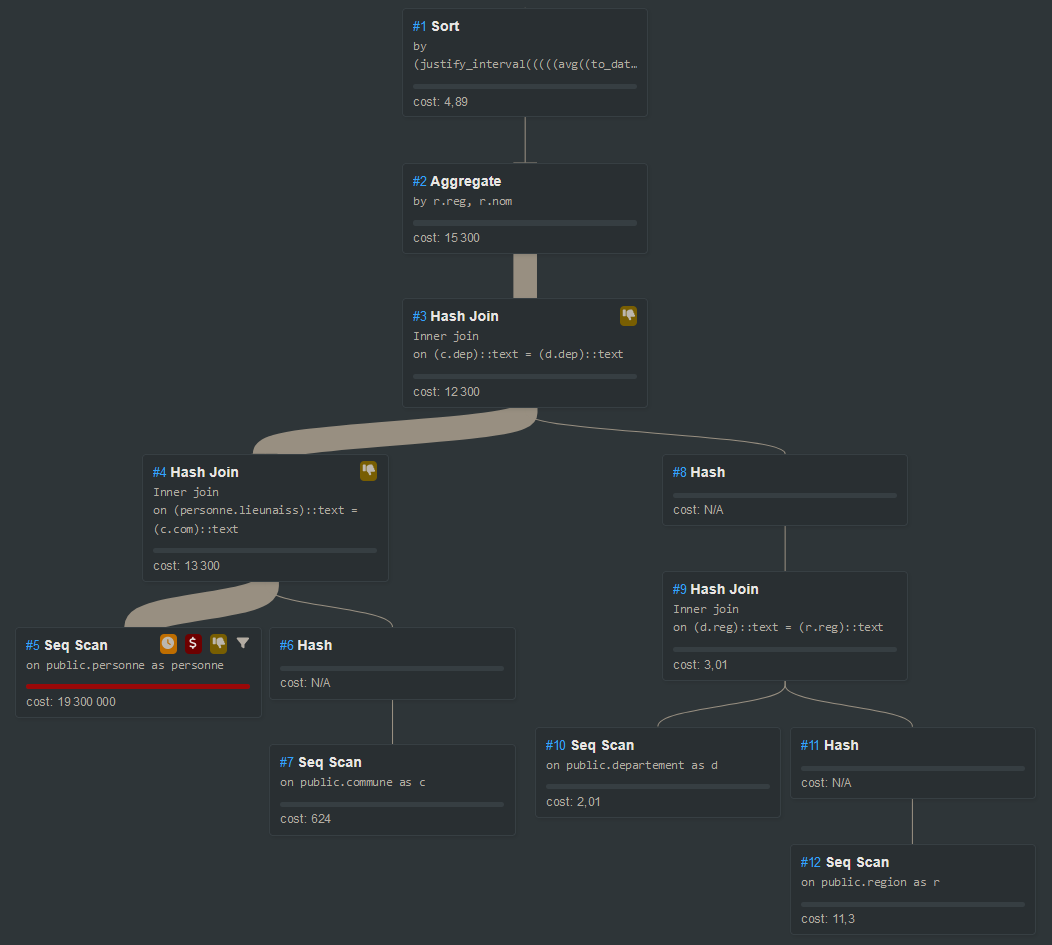 #1 Sort
by
(justify_interval(((((avg((to_dat…
cost: 4,89
#2 Aggregate
by r.reg, r.nom
cost: 15 300
#3 Hash Join
Inner join
on (c.dep)::text = (d.dep)::text
cost: 12 300
#4 Hash Join
Inner join
on (personne.lieunaiss)::text =
(c.com)::text
cost: 13 300
#8 Hash
cost: N/A
#9 Hash Join
Inner join
on (d.reg)::text = (r.reg)::text
cost: 3,01
#5 Seq Scan
$
on public.personne as personne
cost: 19 300 000
#6 Hash
cost: N/A
#7 Seq Scan
on public.commune as c
cost: 624
#10 Seq Scan
on public.departement as d
cost: 2,01
#11 Hash
cost: N/A
#12 Seq Scan
on public.region as r
cost: 11,3